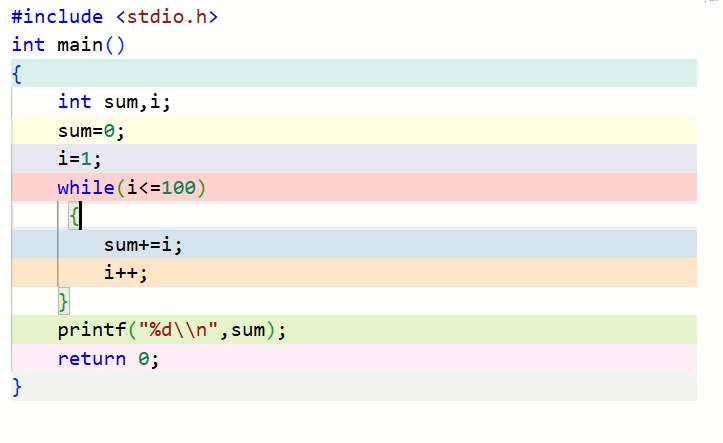 #include <stdio.h>
int main()
{
    int sum,i;
    sum=0;
    i=1;
    while(i<=100)
     {
        sum+=i;
        i++;
    }
    printf("%d\\n",sum);
    return 0;
}